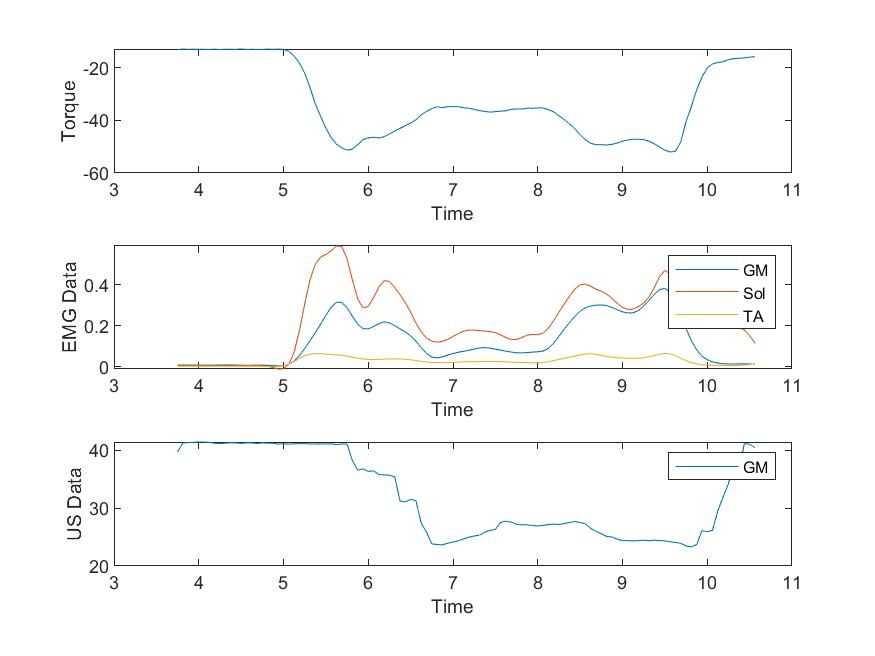 -20
-40
-60
Torque
3 4 5 6 7 8 9 10 11
Time
0.4
0.2
0
EMG Data
GM
Sol
TA
3 4 5 6 7 8 9 10 11
Time
40
30
20
US Data
GM
3 4 5 6 7 8 9 10 11
Time